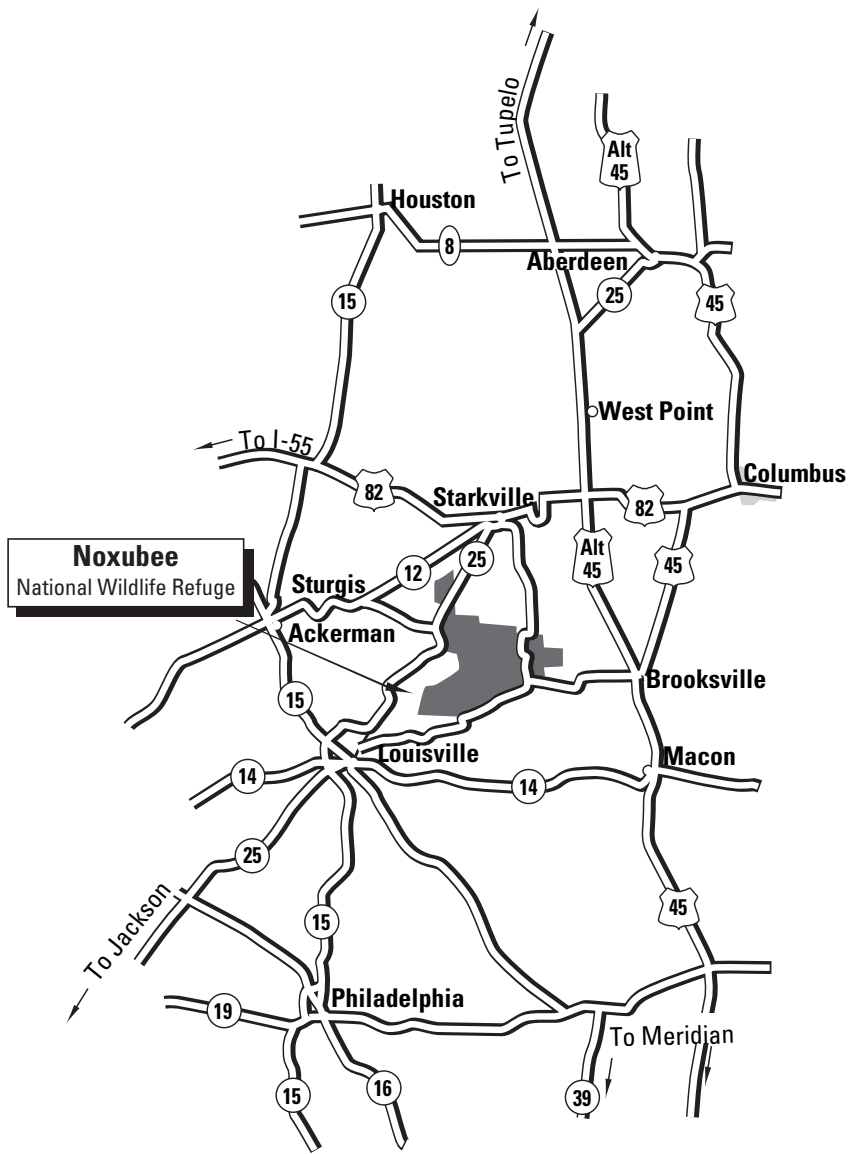 To Tupelo
Alt
45
Houston
8
Aberdeen
25
45
15
West Point
To I-55
Columbus
82
Starkville
82
Noxubee
National Wildlife Refuge
12
25
Alt
45
45
Sturgis
Ackerman
Brooksville
15
Louisville
Macon
14
14
25
45
To Jackson
15
Philadelphia
19
To Meridian
15
16
39